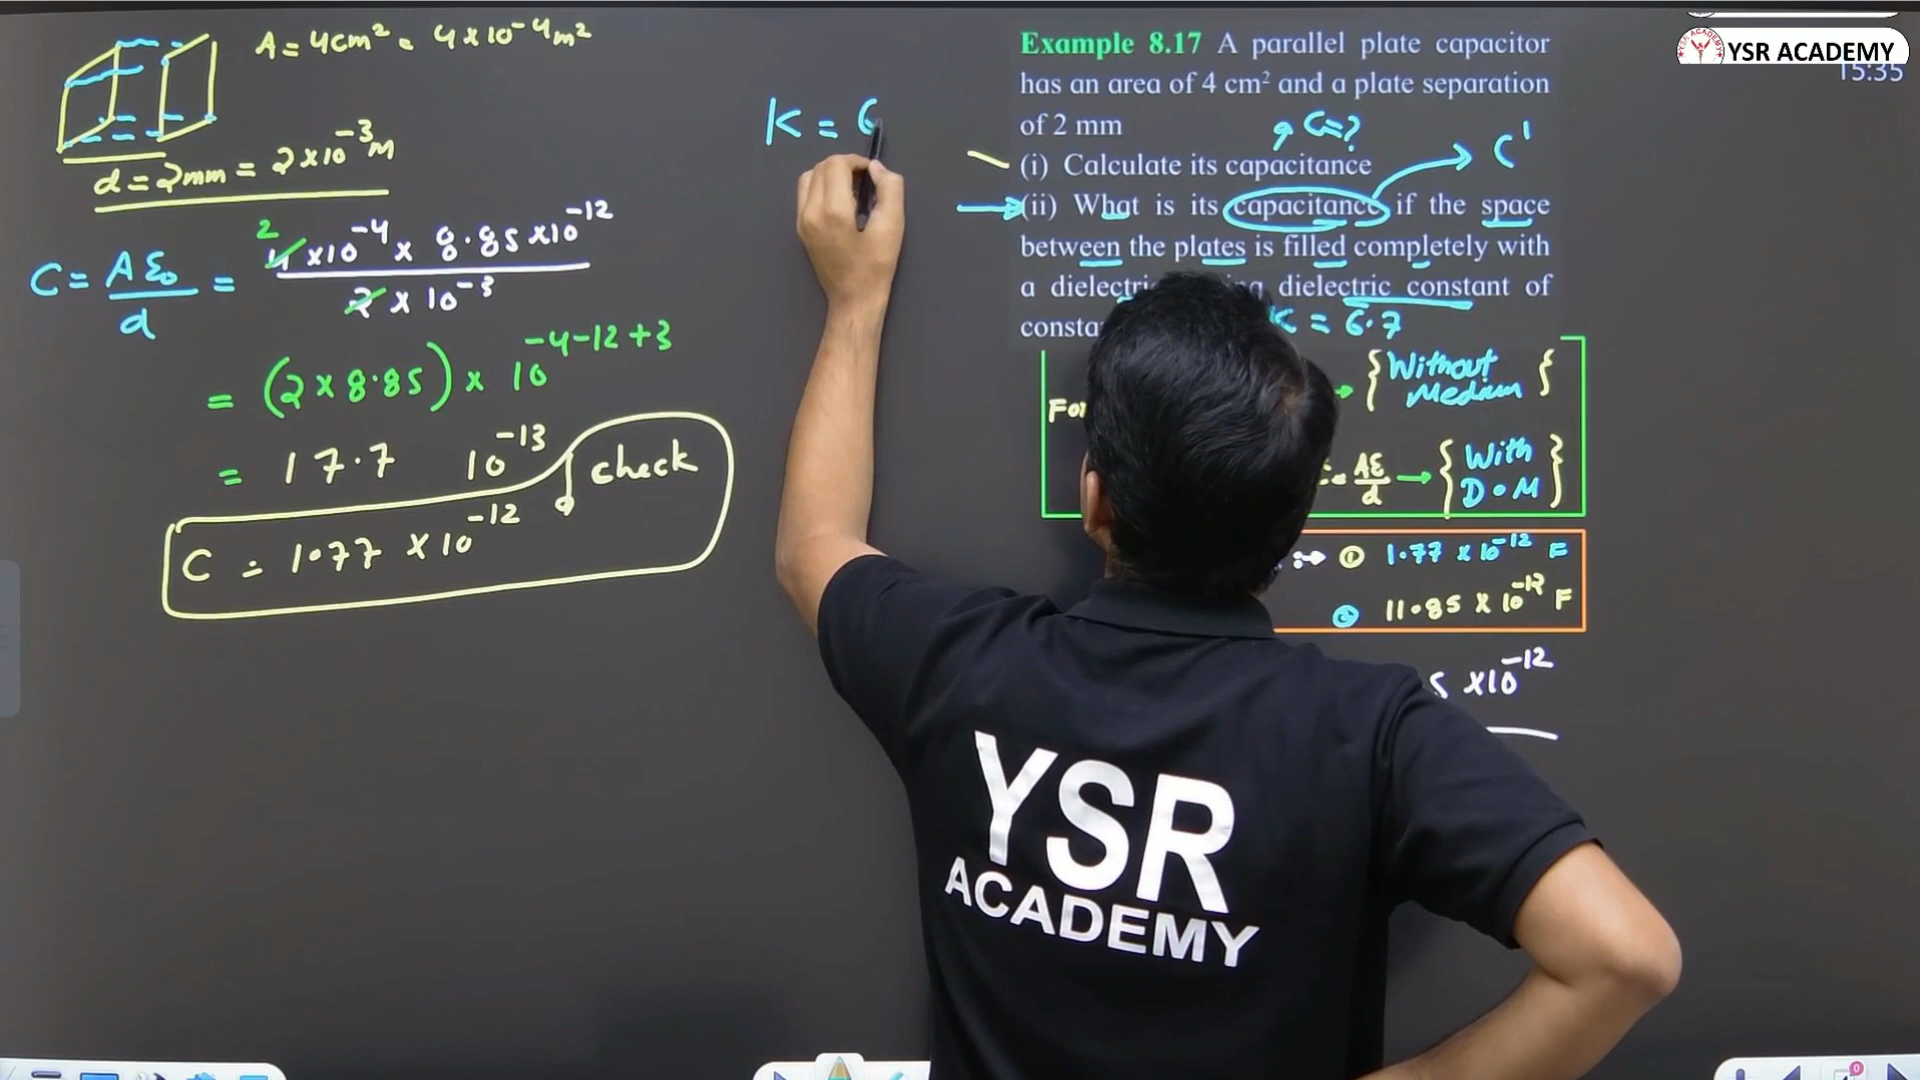 A = 4cm² = 4×10⁻⁴m²
d = 2mm = 2×10⁻³m
C = Aε₀/d = 2 4×10⁻⁴ × 8.85×10⁻¹² / 2×10⁻³
= (2×8.85) × 10⁻⁴⁻¹²⁺³
= 17.7 10⁻¹³
check
C = 1.77 ×10⁻¹²
K = 6
YSR ACADEMY
15:35
Example 8.17 A parallel plate capacitor
has an area of 4 cm² and a plate separation
of 2 mm
C=?
(i) Calculate its capacitance
C'
(ii) What is its capacitance if the space
between the plates is filled completely with
a dielectric dielectric constant of
K = 6.7
→ {Without Medium}
= Aε/d → {With D.M}
① 1.77 × 10⁻¹² F
② 11.85 × 10⁻¹² F
5 ×10⁻¹²
YSR
ACADEMY